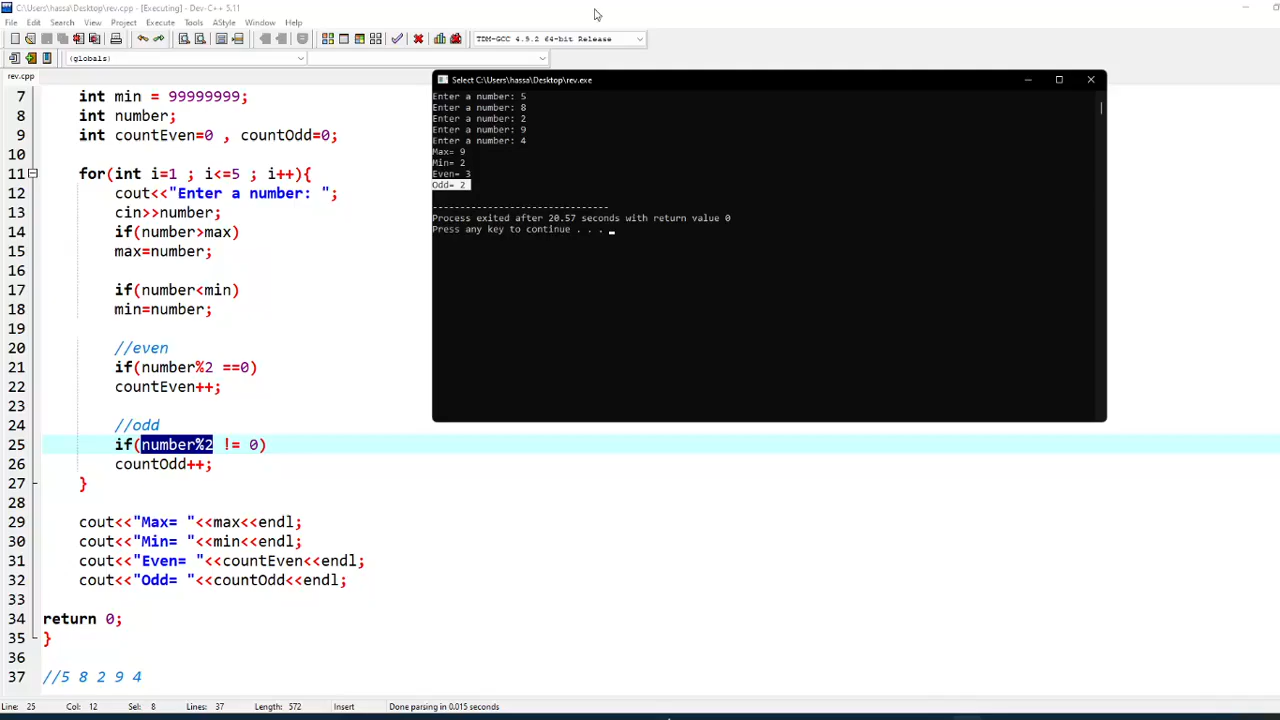 C:\Users\hassa\Desktop\rev.cpp - [Executing] - Dev-C++ 5.11
File Edit Search View Project Execute Tools AStyle Window Help
TDM-GCC 4.9.2 64-bit Release
(globals)
rev.cpp
7 int min = 99999999;
8 int number;
9 int countEven=0 , countOdd=0;
10
11 for(int i=1 ; i<=5 ; i++){
12 cout<<"Enter a number: ";
13 cin>>number;
14 if(number>max)
15 max=number;
16
17 if(number<min)
18 min=number;
19
20 //even
21 if(number%2 ==0)
22 countEven++;
23
24 //odd
25 if(number%2 != 0)
26 countOdd++;
27 }
28
29 cout<<"Max= "<<max<<endl;
30 cout<<"Min= "<<min<<endl;
31 cout<<"Even= "<<countEven<<endl;
32 cout<<"Odd= "<<countOdd<<endl;
33
34 return 0;
35 }
36
37 //5 8 2 9 4
Select C:\Users\hassa\Desktop\rev.exe
Enter a number: 5
Enter a number: 8
Enter a number: 2
Enter a number: 9
Enter a number: 4
Max= 9
Min= 2
Even= 3
Odd= 2
--------------------------------
Process exited after 20.57 seconds with return value 0
Press any key to continue . . . _
Line: 25 Col: 12 Sel: 8 Lines: 37 Length: 572 Insert Done parsing in 0.015 seconds